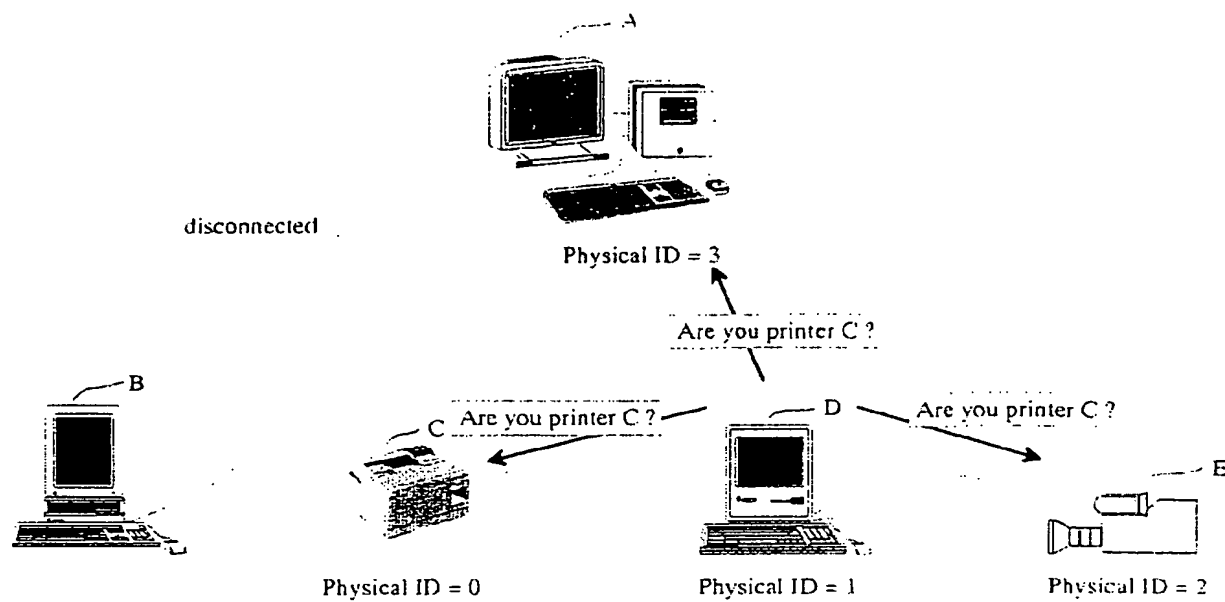 A
disconnected
Physical ID = 3
Are you printer C ?
B
C
Are you printer C ?
D
Are you printer C ?
E
Physical ID = 0
Physical ID = 1
Physical ID = 2